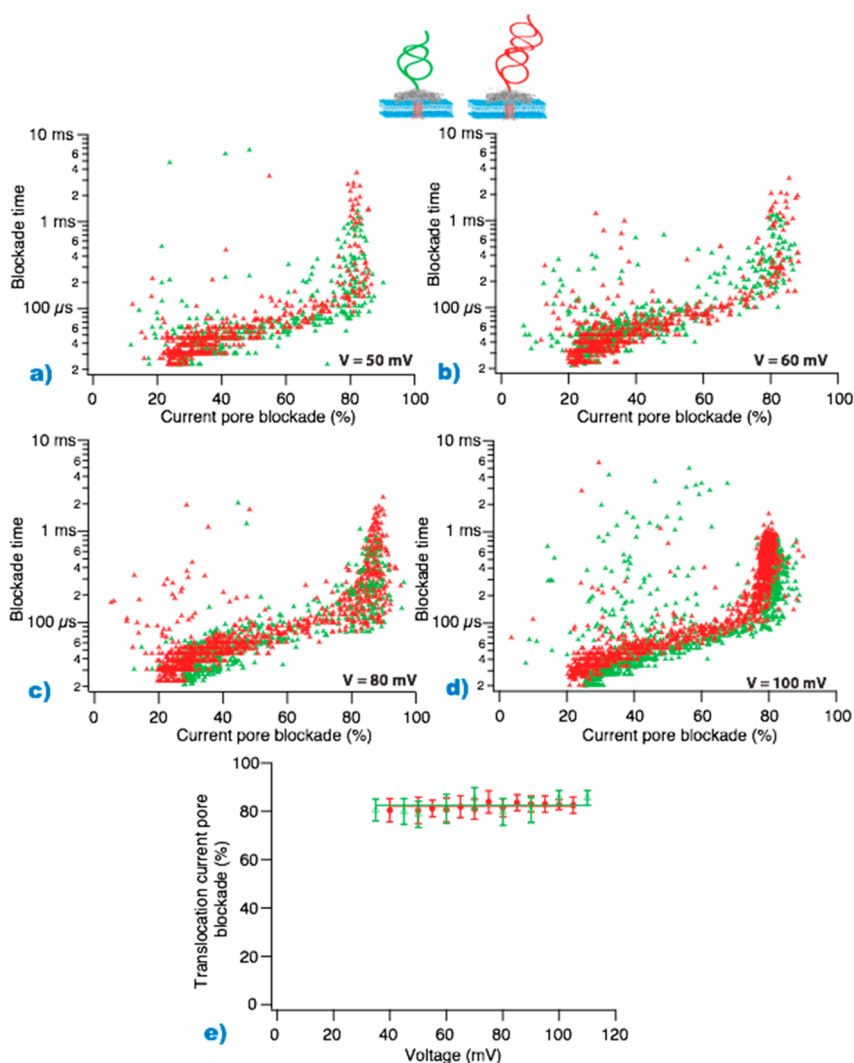 10 ms
6
4
2
1 ms
6
4
2
100 µs
6
4
2
Blockade time
0 20 40 60 80 100
Current pore blockade (%)
V = 50 mV
a)
10 ms
6
4
2
1 ms
6
4
2
100 µs
6
4
2
Blockade time
0 20 40 60 80 100
Current pore blockade (%)
V = 60 mV
b)
10 ms
6
4
2
1 ms
6
4
2
100 µs
6
4
2
Blockade time
0 20 40 60 80 100
Current pore blockade (%)
V = 80 mV
c)
10 ms
6
4
2
1 ms
6
4
2
100 µs
6
4
2
Blockade time
0 20 40 60 80 100
Current pore blockade (%)
V = 100 mV
d)
100
80
60
40
20
0
Translocation current pore
blockade (%)
0 20 40 60 80 100 120
Voltage (mV)
e)